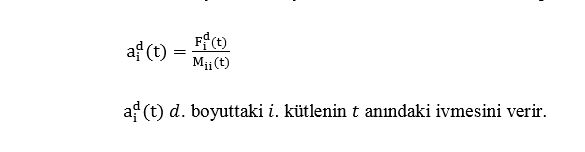 a_i^d(t) = F_i^d(t) / M_ii(t)
a_i^d(t) d. boyuttaki i. kütlenin t anındaki ivmesini verir.